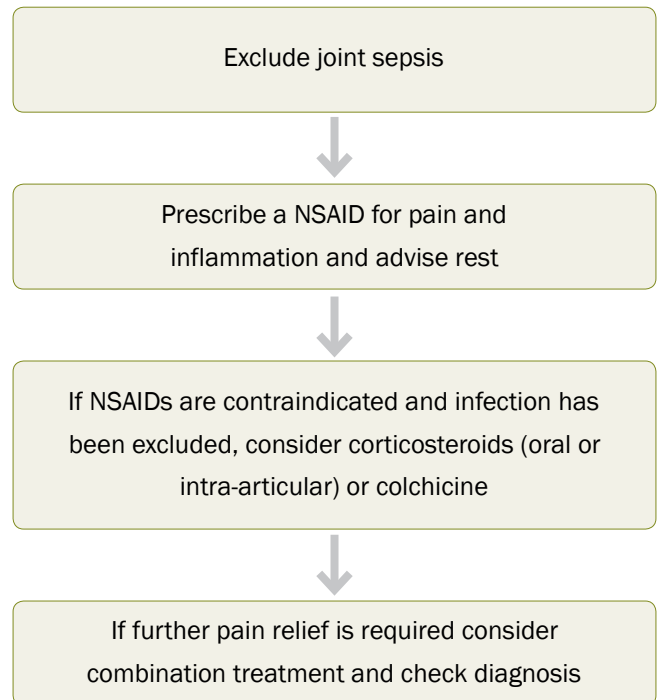 Exclude joint sepsis
Prescribe a NSAID for pain and
inflammation and advise rest
If NSAIDs are contraindicated and infection has
been excluded, consider corticosteroids (oral or
intra-articular) or colchicine
If further pain relief is required consider
combination treatment and check diagnosis